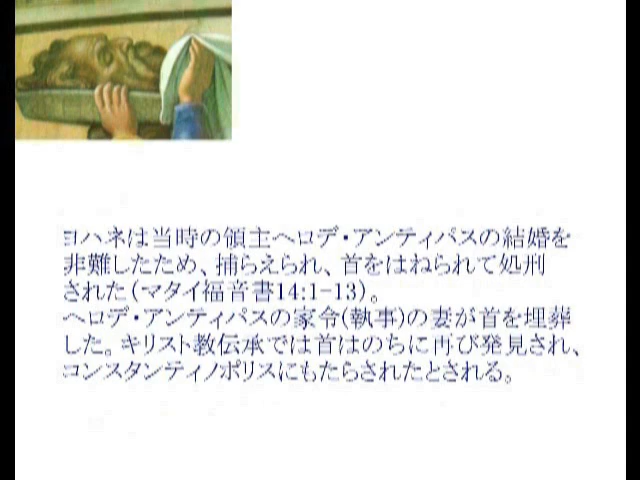 ヨハネは当時の領主ヘロデ・アンティパスの結婚を
非難したため、捕らえられ、首をはねられて処刑
された（マタイ福音書14:1-13）。
ヘロデ・アンティパスの家令(執事)の妻が首を埋葬
した。キリスト教伝承では首はのちに再び発見され、
コンスタンティノポリスにもたらされたとされる。